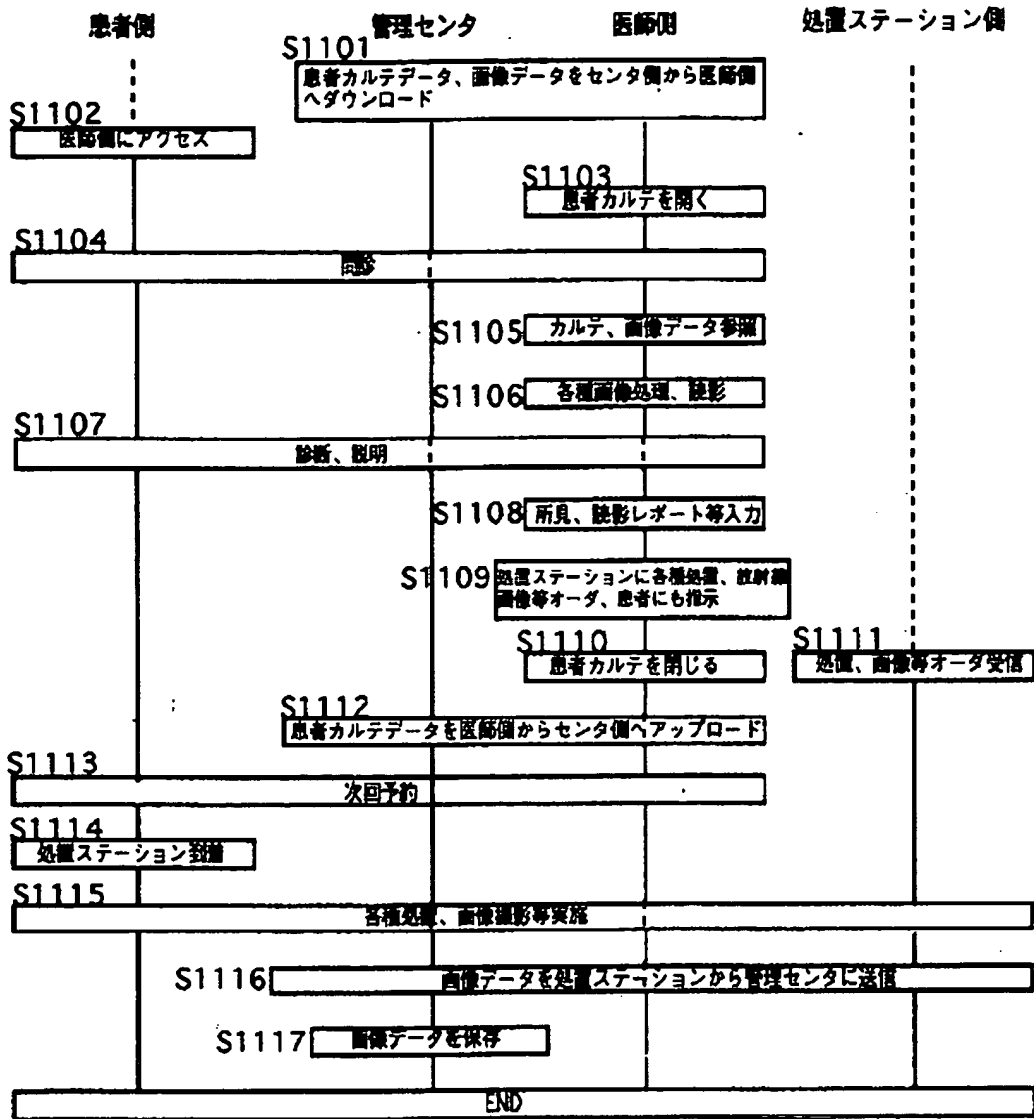 患者側
管理センタ
医師側
処置ステーション側
S1101
患者カルテデータ、画像データをセンタ側から医師側
へダウンロード
S1102
医師側にアクセス
S1103
患者カルテを開く
S1104
問診
S1105
カルテ、画像データ参照
S1106
各種画像処理、読影
S1107
診断、説明
S1108
所見、読影レポート等入力
S1109
処置ステーションに各種処置、放射線
画像等オーダ、患者にも指示
S1110
患者カルテを閉じる
S1111
処置、画像等オーダ受信
S1112
患者カルテデータを医師側からセンタ側へアップロード
S1113
次回予約
S1114
処置ステーション到着
S1115
各種処置、画像撮影等実施
S1116
画像データを処置ステーションから管理センタに送信
S1117
画像データを保存
END